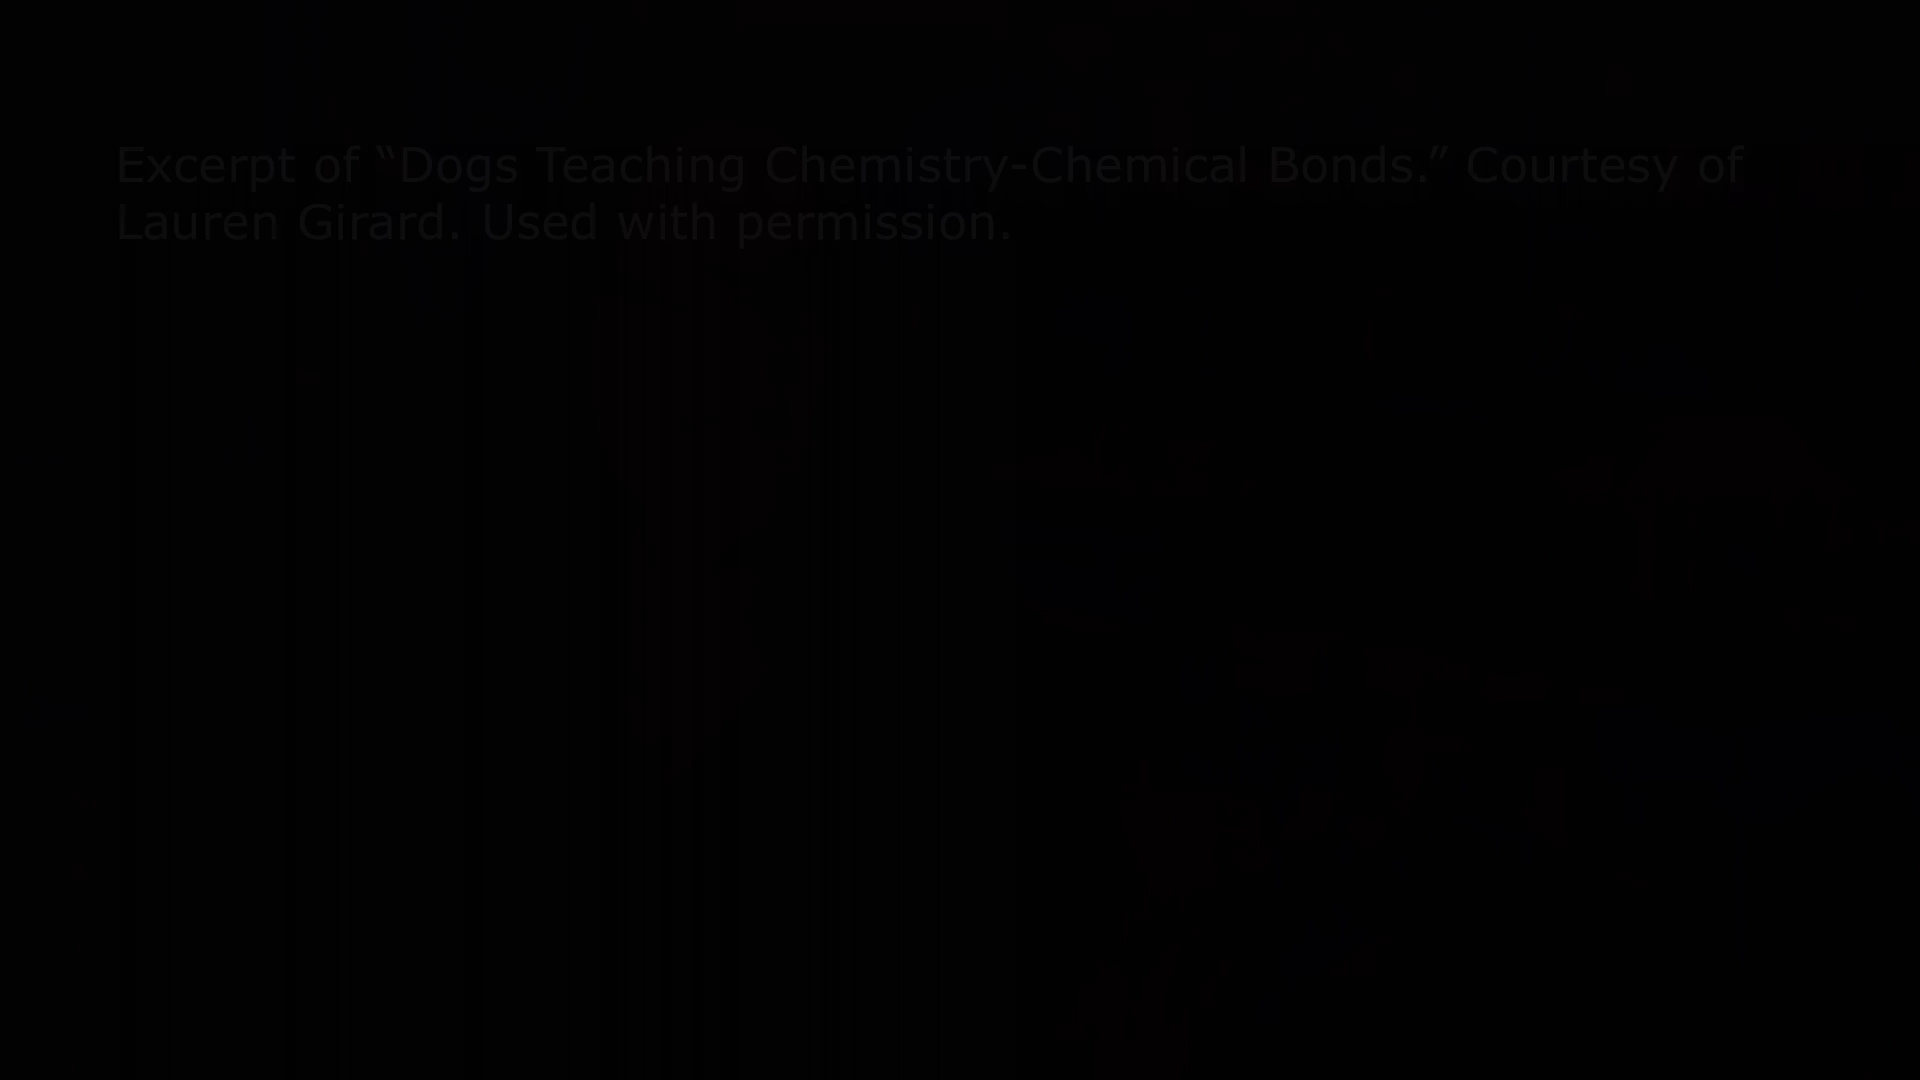 Excerpt of “Dogs Teaching Chemistry-Chemical Bonds.” Courtesy of
Lauren Girard. Used with permission.